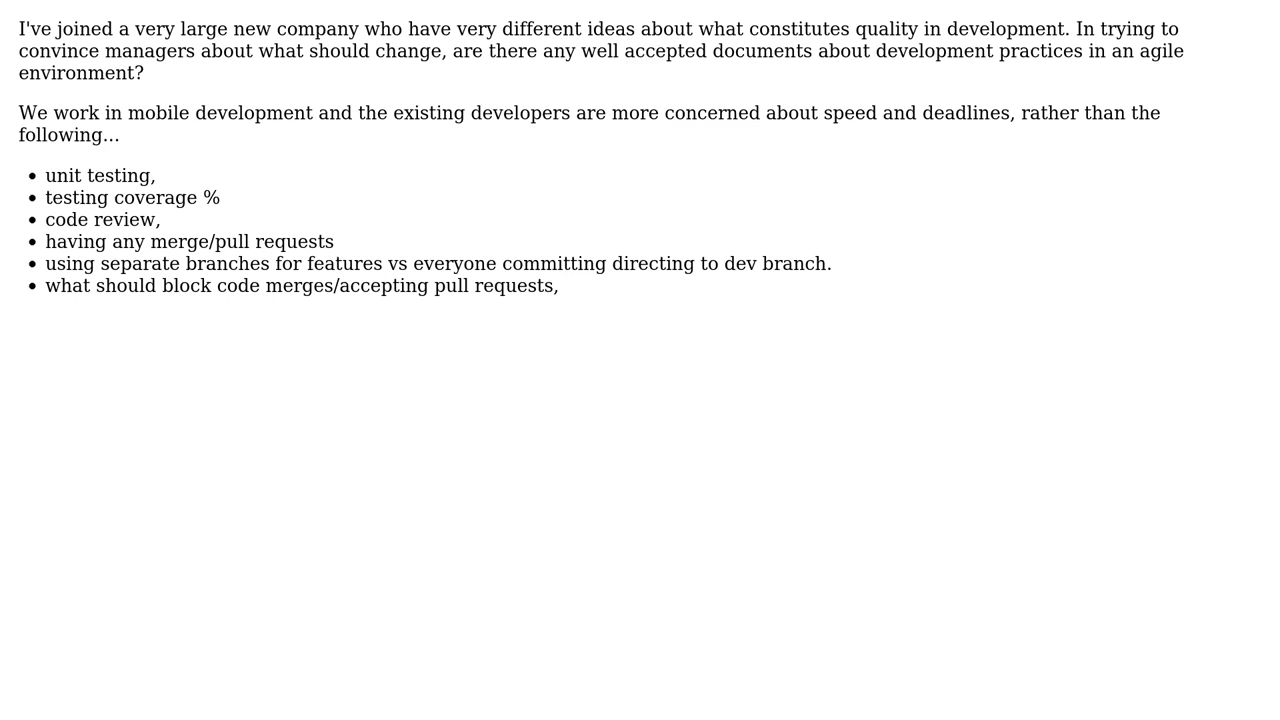 I've joined a very large new company who have very different ideas about what constitutes quality in development. In trying to
convince managers about what should change, are there any well accepted documents about development practices in an agile
environment?
We work in mobile development and the existing developers are more concerned about speed and deadlines, rather than the
following...
• unit testing,
• testing coverage %
• code review,
• having any merge/pull requests
• using separate branches for features vs everyone committing directing to dev branch.
• what should block code merges/accepting pull requests,